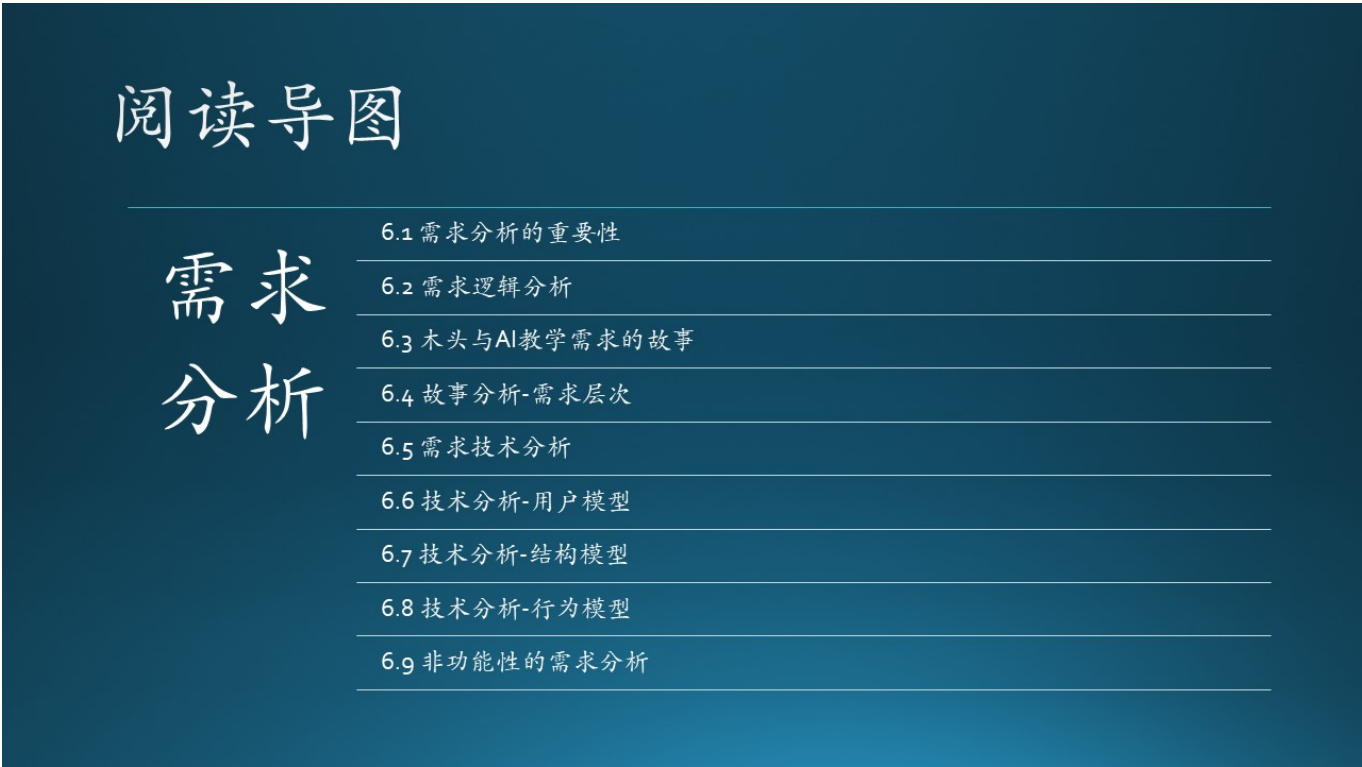 阅读导图
需求
分析
6.1 需求分析的重要性
6.2 需求逻辑分析
6.3 木头与AI教学需求的故事
6.4 故事分析-需求层次
6.5 需求技术分析
6.6 技术分析-用户模型
6.7 技术分析-结构模型
6.8 技术分析-行为模型
6.9 非功能性的需求分析